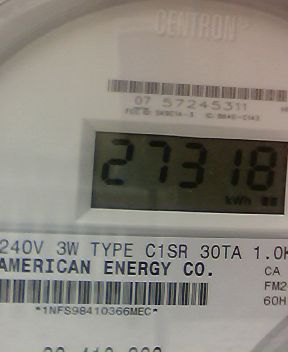 CENTRON
07 57245311
27318
kWh
240V 3W TYPE C1SR 30TA 1.0K
AMERICAN ENERGY CO.
CA
FM2
60H
*1NFS98410366MEC*